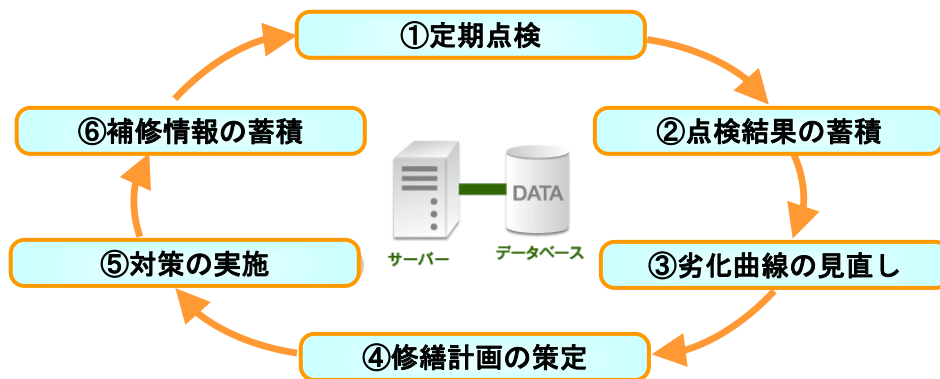 ①定期点検
②点検結果の蓄積
③劣化曲線の見直し
④修繕計画の策定
⑤対策の実施
⑥補修情報の蓄積
サーバー
DATA
データベース